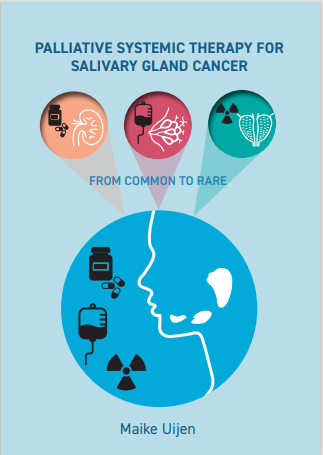 PALLIATIVE SYSTEMIC THERAPY FOR
SALIVARY GLAND CANCER
FROM COMMON TO RARE
Maike Uijen